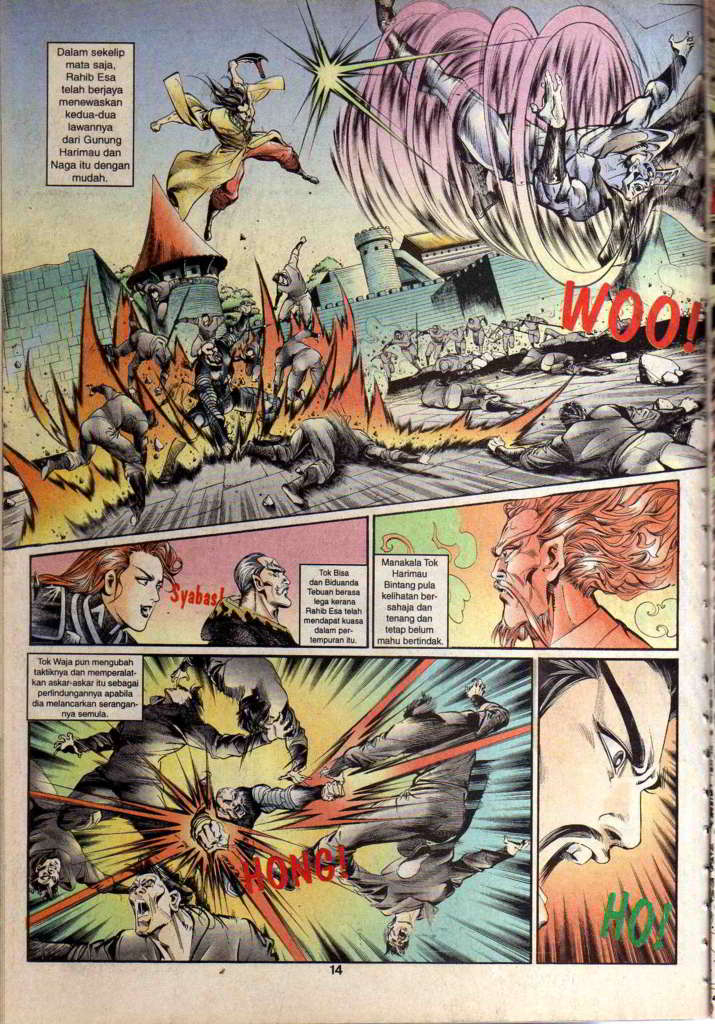 Dalam sekelip
mata saja,
Rahib Esa
telah berjaya
menewaskan
kedua-dua
lawannya
dari Gunung
Harimau dan
Naga itu dengan
mudah.
WOO!
Syabas!
Tok Bisa
dan Biduanda
Tebuan berasa
lega kerana
Rahib Esa telah
mendapat kuasa
dalam per-
tempuran itu.
Manakala Tok
Harimau
Bintang pula
kelihatan ber-
sahaja dan
tenang dan
tetap belum
mahu bertindak.
Tok Waja pun mengubah
taktiknya dan memperalat-
kan askar-askar itu sebagai
perlindungannya apabila
dia melancarkan serangan-
nya semula.
HONG!
HO!
14